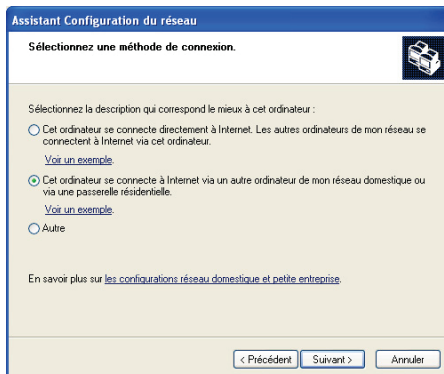 Assistant Configuration du réseau
Sélectionnez une méthode de connexion.
Sélectionnez la description qui correspond le mieux à cet ordinateur :
Cet ordinateur se connecte directement à Internet. Les autres ordinateurs de mon réseau se
connectent à Internet via cet ordinateur.
Voir un exemple.
Cet ordinateur se connecte à Internet via un autre ordinateur de mon réseau domestique ou
via une passerelle résidentielle.
Voir un exemple.
Autre
En savoir plus sur les configurations réseau domestique et petite entreprise.
< Précédent Suivant > Annuler